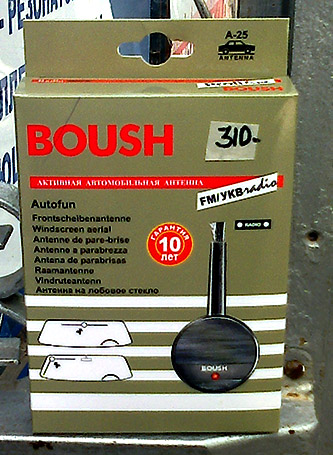 A-25
ANTENNA
BOUSH
310-
АКТИВНАЯ АВТОМОБИЛЬНАЯ АНТЕННА
FM/УКВradio
Autofun
Frontscheibenantenne
Windscreen aerial
Antenne de pare-brise
Antenne a parabrezza
Antena de parabrisas
Raamantenne
Vindruteantenn
Антенна на лобовое стекло
ГАРАНТИЯ
10
ЛЕТ
RADIO
BOUSH